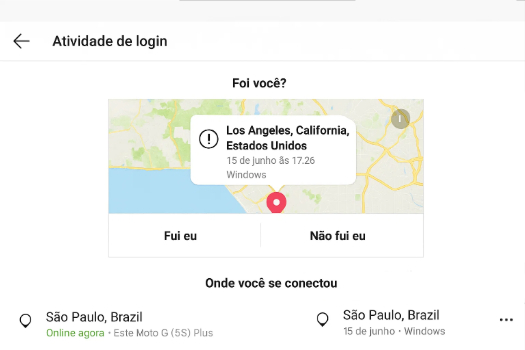 Atividade de login
Foi você?
Los Angeles, California,
Estados Unidos
15 de junho às 17.26
Windows
Fui eu
Não fui eu
Onde você se conectou
São Paulo, Brazil
Online agora • Este Moto G (5S) Plus
São Paulo, Brazil
15 de junho • Windows